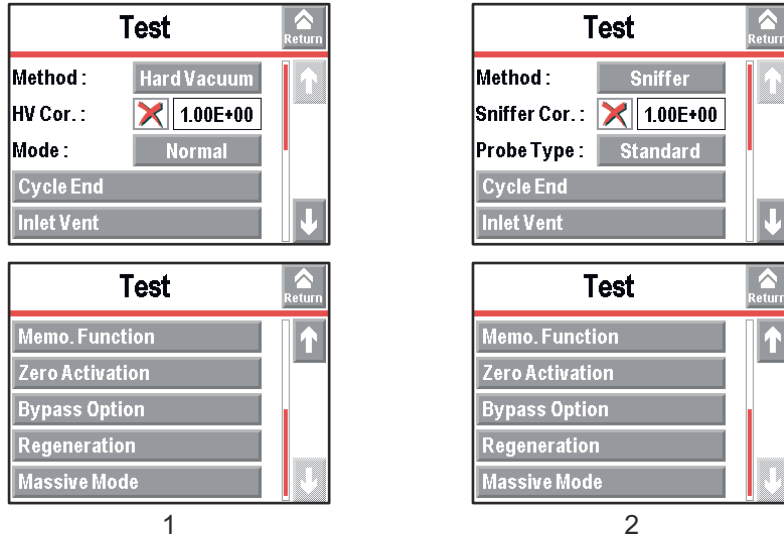 Test
Return
Method :
Hard Vacuum
HV Cor. :
1.00E+00
Mode :
Normal
Cycle End
Inlet Vent
Test
Return
Memo. Function
Zero Activation
Bypass Option
Regeneration
Massive Mode
1
Test
Return
Method :
Sniffer
Sniffer Cor. :
1.00E+00
Probe Type :
Standard
Cycle End
Inlet Vent
Test
Return
Memo. Function
Zero Activation
Bypass Option
Regeneration
Massive Mode
2